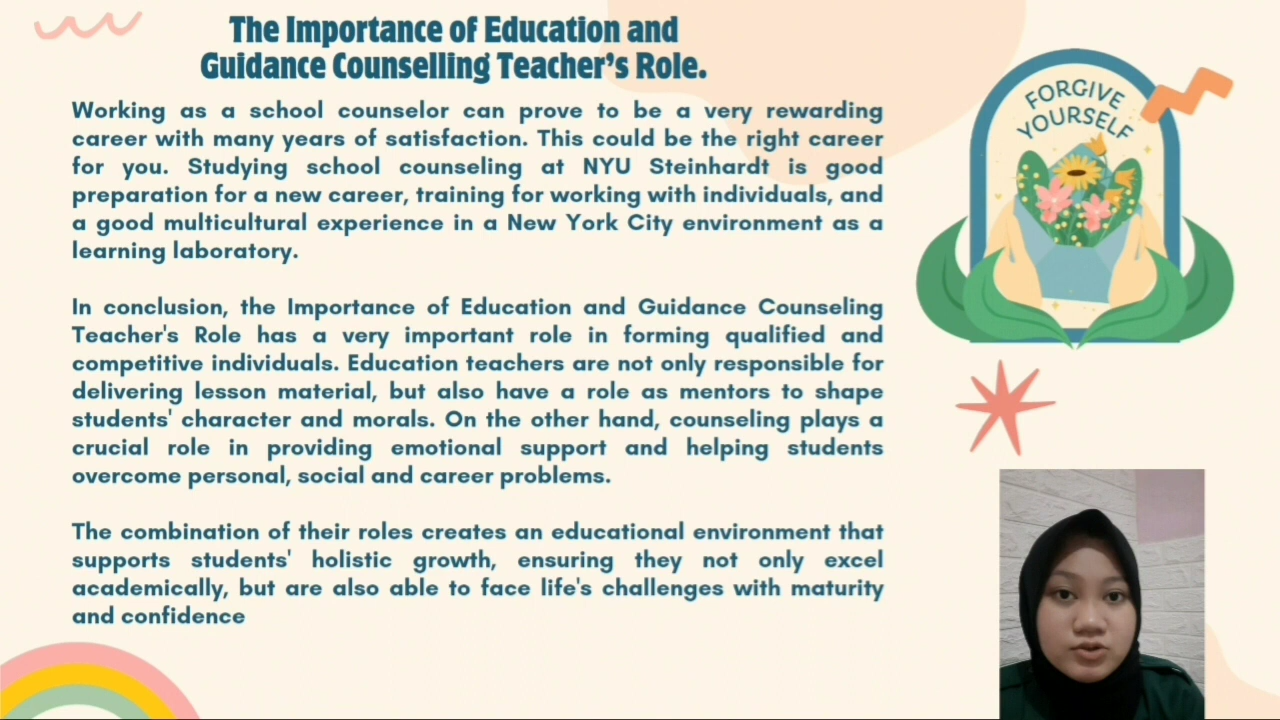 The Importance of Education and
Guidance Counselling Teacher's Role.
Working as a school counselor can prove to be a very rewarding
career with many years of satisfaction. This could be the right career
for you. Studying school counseling at NYU Steinhardt is good
preparation for a new career, training for working with individuals, and
a good multicultural experience in a New York City environment as a
learning laboratory.
In conclusion, the Importance of Education and Guidance Counseling
Teacher's Role has a very important role in forming qualified and
competitive individuals. Education teachers are not only responsible for
delivering lesson material, but also have a role as mentors to shape
students' character and morals. On the other hand, counseling plays a
crucial role in providing emotional support and helping students
overcome personal, social and career problems.
The combination of their roles creates an educational environment that
supports students' holistic growth, ensuring they not only excel
academically, but are also able to face life's challenges with maturity
and confidence
FORGIVE
YOURSELF